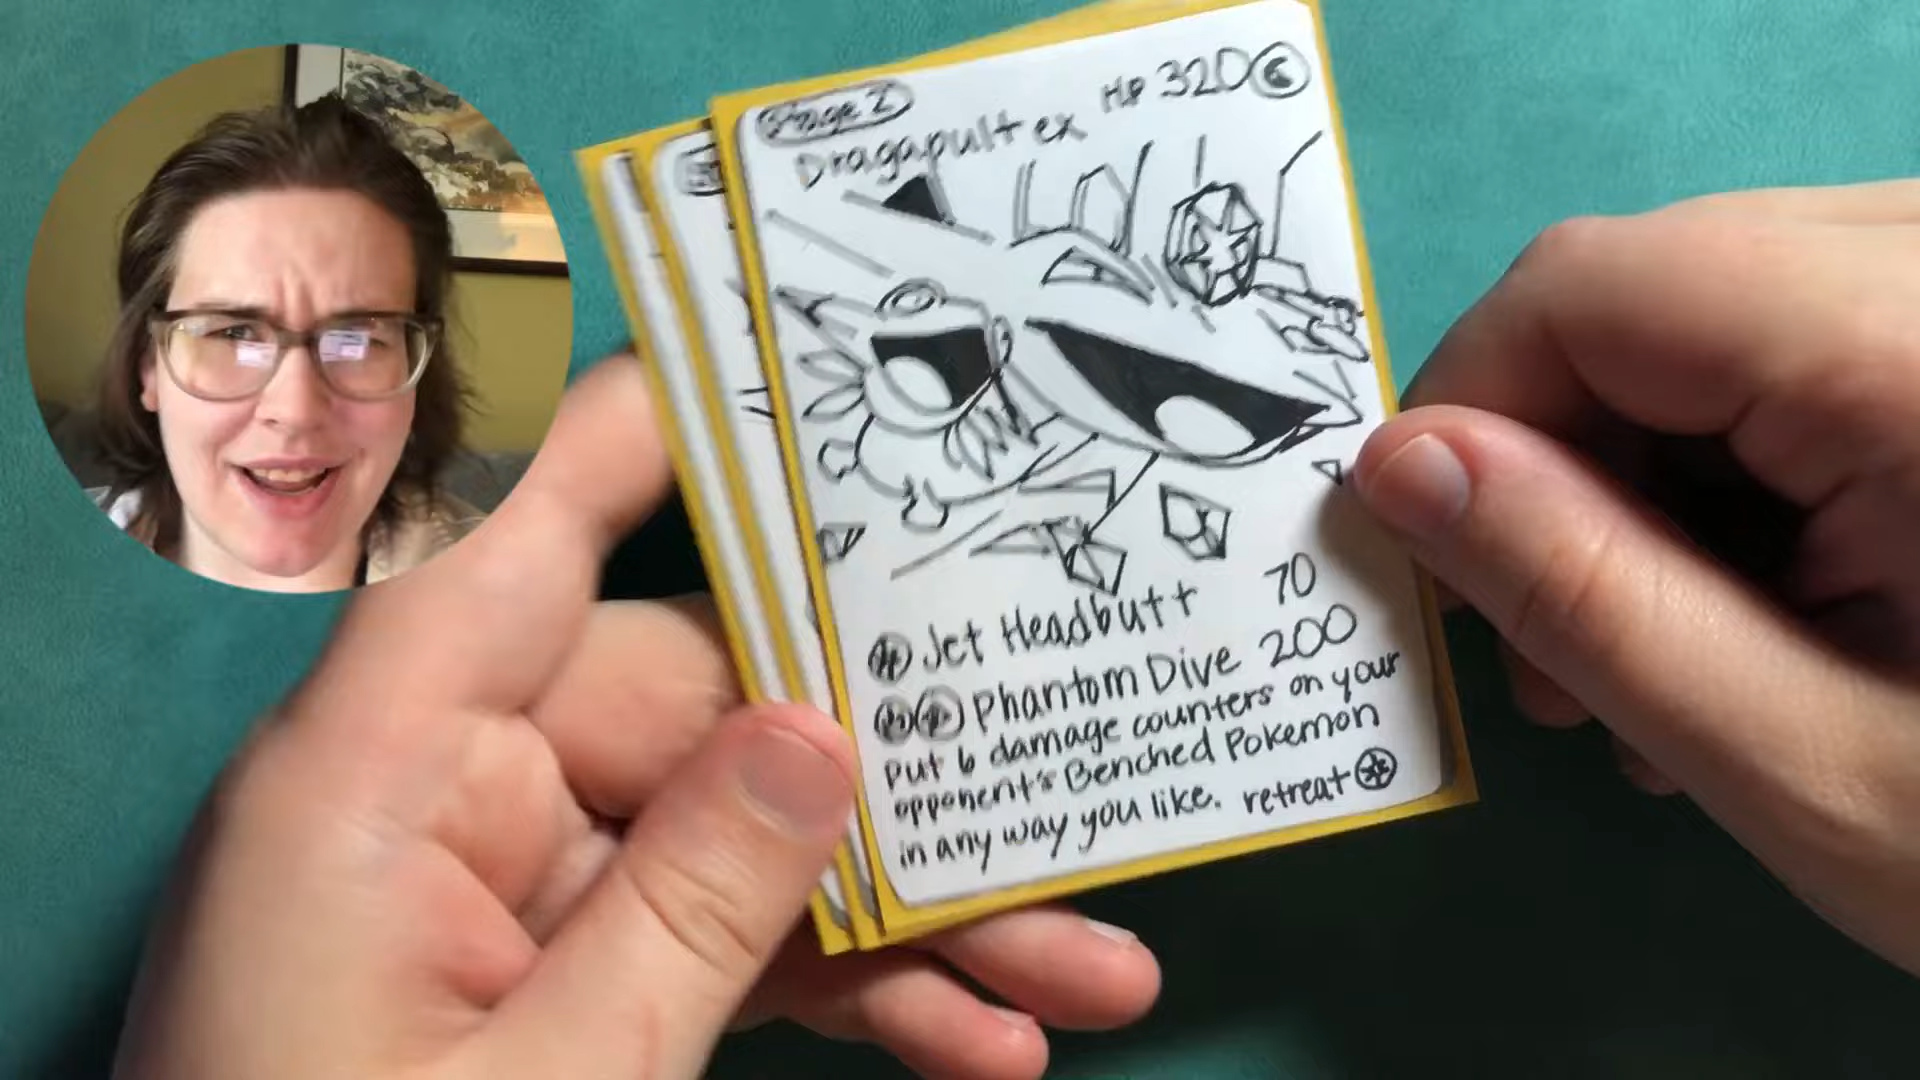 Stage 2
Dragapult ex HP 320
Jet Headbutt 70
Phantom Dive 200
Put 6 damage counters on your
opponent's Benched Pokemon
in any way you like. retreat